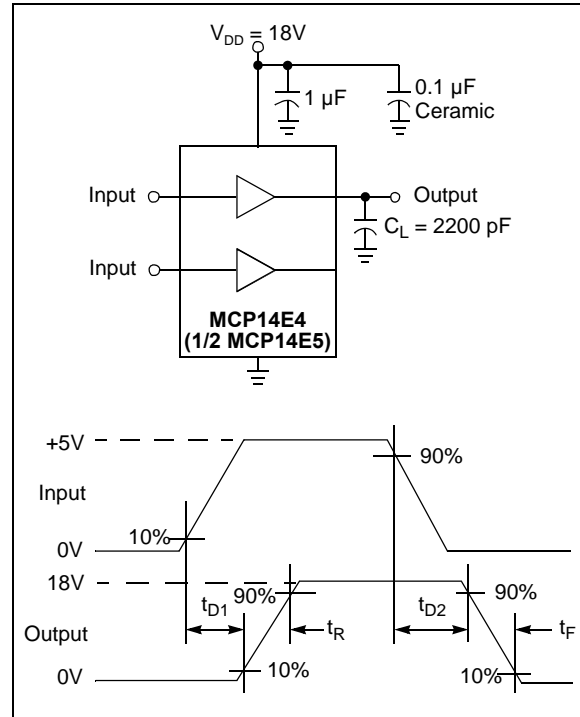 V_DD = 18V
1 µF
0.1 µF
Ceramic
Input
Output
C_L = 2200 pF
Input
MCP14E4
(1/2 MCP14E5)
+5V
90%
Input
10%
0V
18V
t_D1
90%
t_R
t_D2
90%
t_F
Output
10%
10%
0V